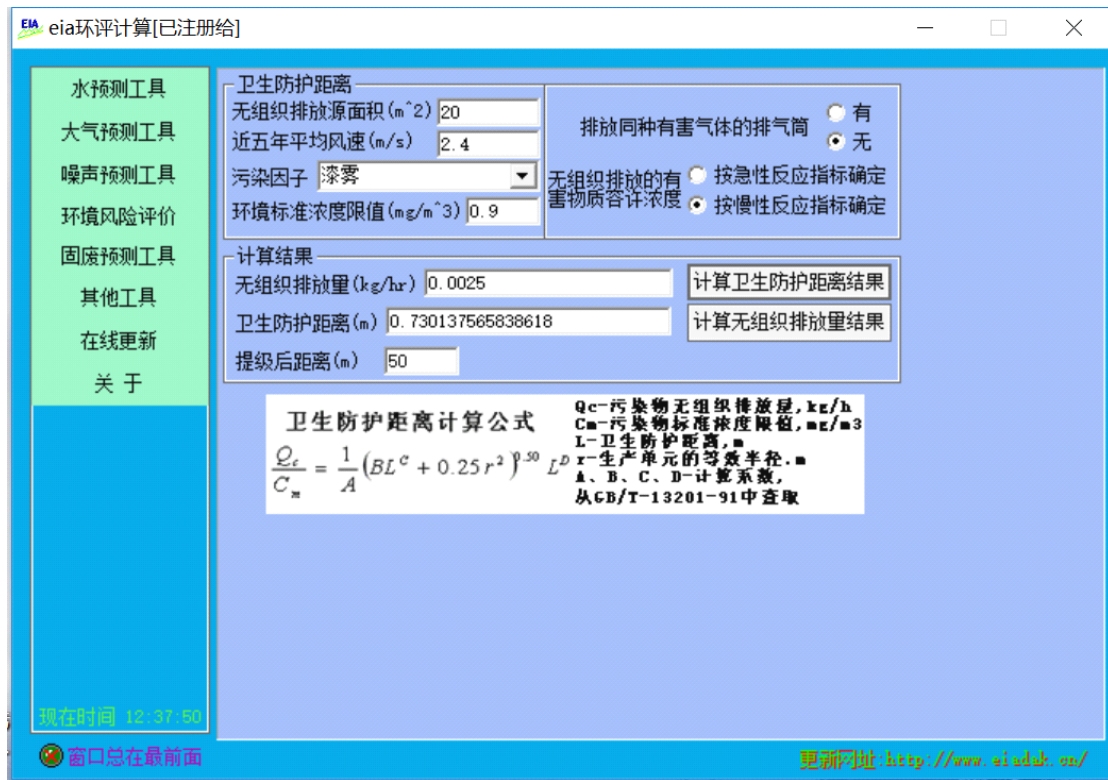 EIA eia环评计算[已注册给]
水预测工具
大气预测工具
噪声预测工具
环境风险评价
固废预测工具
其他工具
在线更新
关 于
现在时间 12:37:50
窗口总在最前面
卫生防护距离
无组织排放源面积(m^2) 20
近五年平均风速(m/s) 2.4
污染因子 漆雾
环境标准浓度限值(mg/m^3) 0.9
排放同种有害气体的排气筒
有
无
无组织排放的有
害物质容许浓度
按急性反应指标确定
按慢性反应指标确定
计算结果
无组织排放量(kg/hr) 0.0025
计算卫生防护距离结果
卫生防护距离(m) 0.730137565838618
计算无组织排放量结果
提级后距离(m) 50
卫生防护距离计算公式
Q_c/C_m = 1/A (BL^C + 0.25r^2)^0.50 L^D
Qc-污染物无组织排放量,kg/h
Cm-污染物标准浓度限值,mg/m3
L-卫生防护距离,m
r-生产单元的等效半径.m
A、B、C、D-计算系数,
从GB/T-13201-91中查取
更新网址:http://www.eiadak.cn/